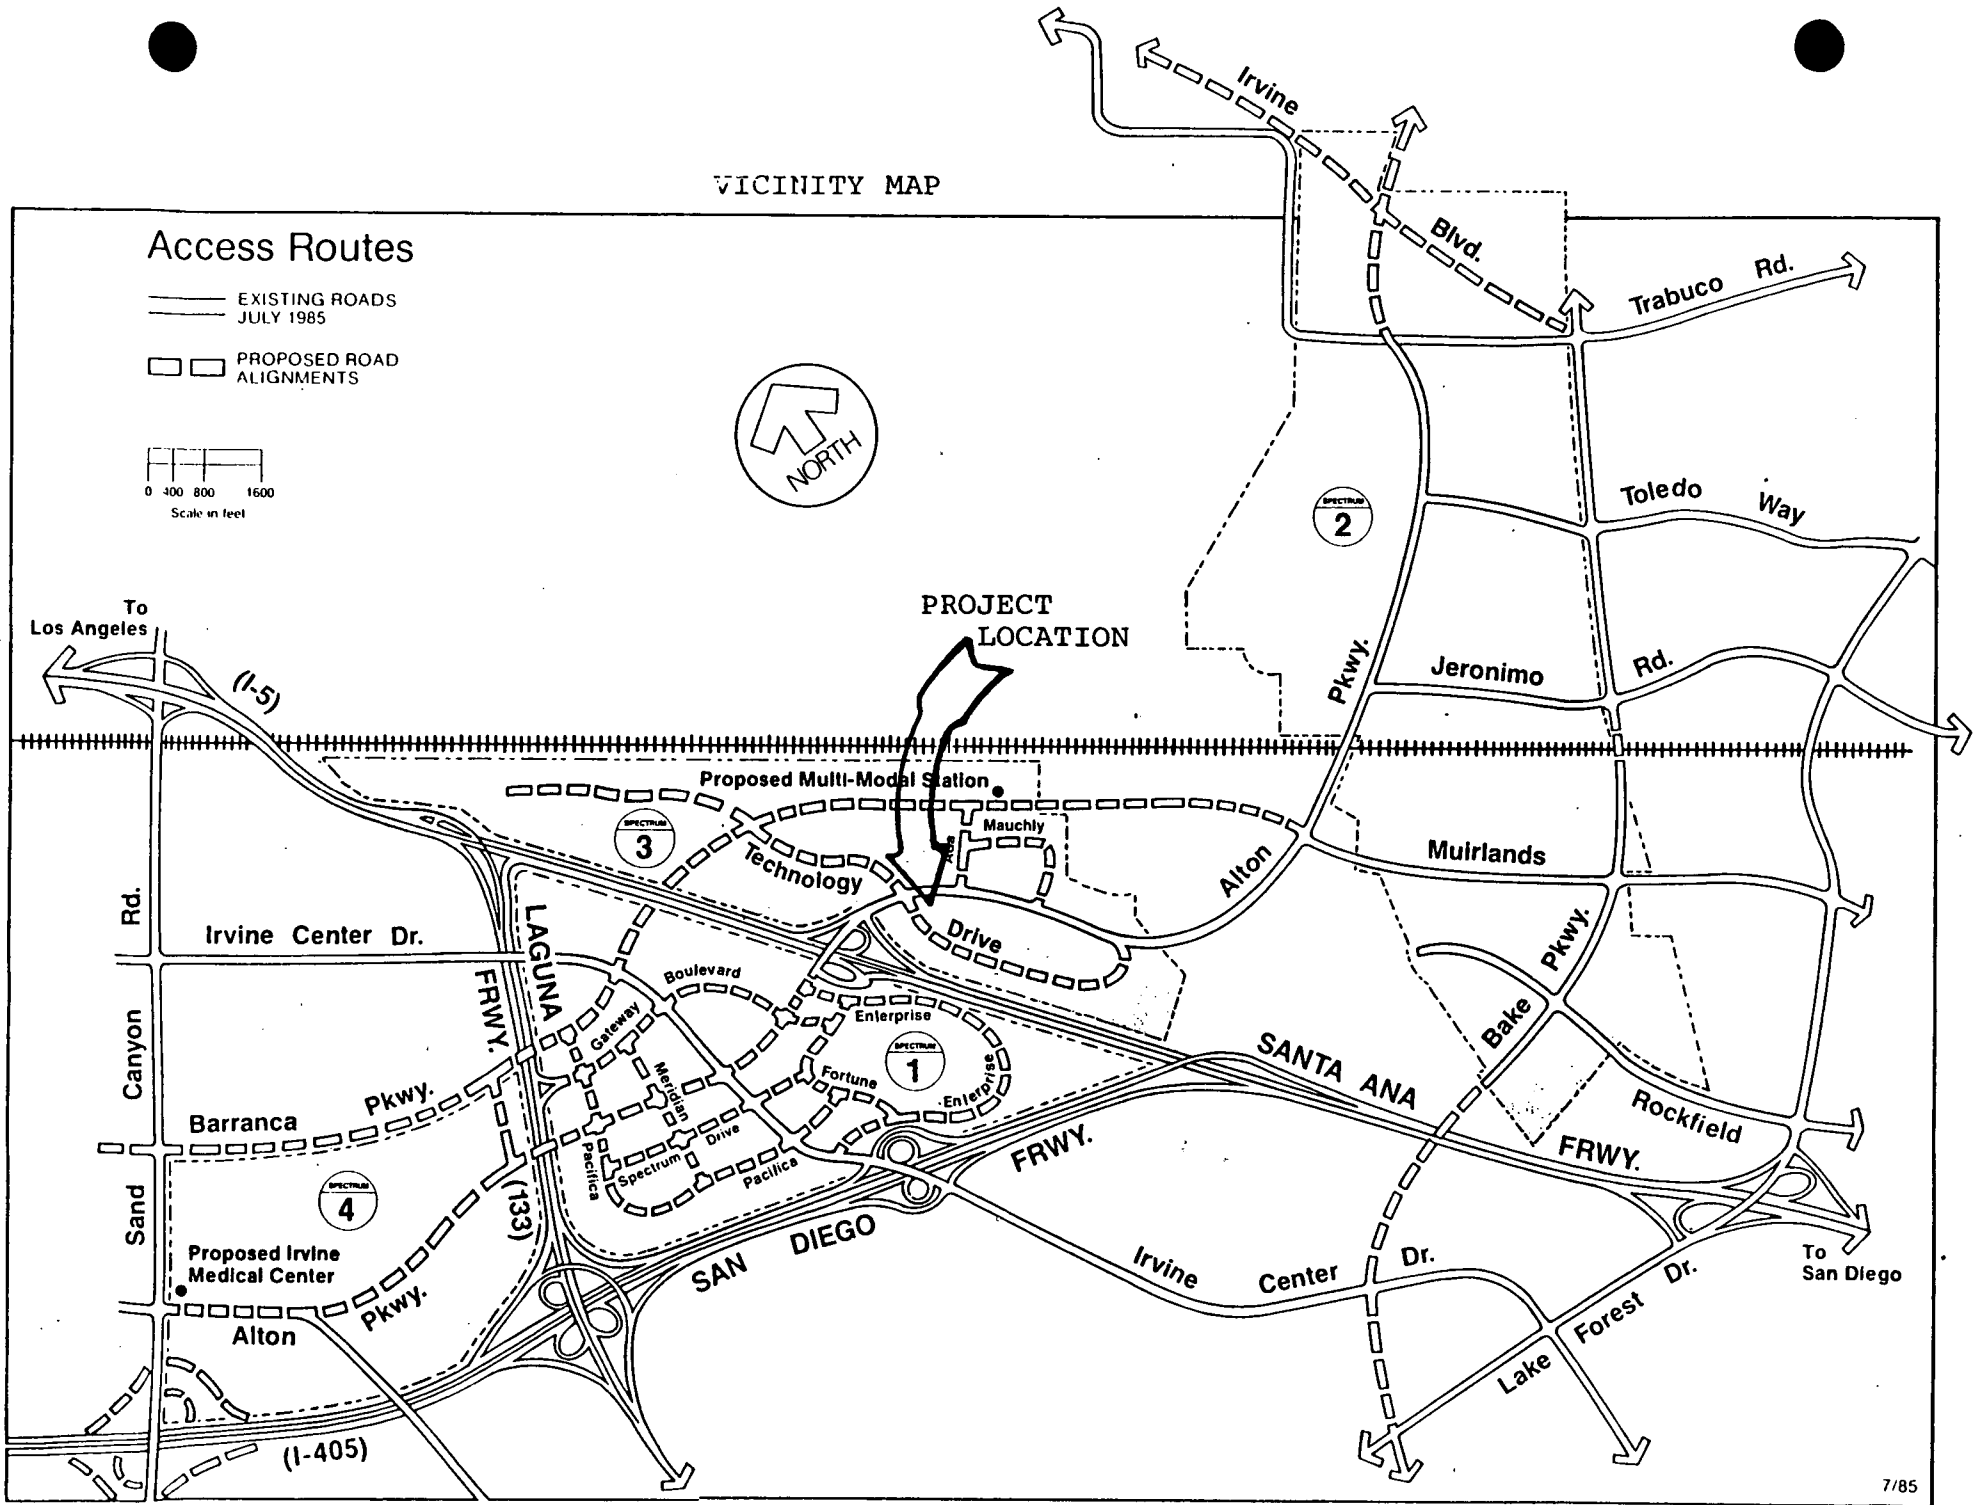 VICINITY MAP
Access Routes
EXISTING ROADS
JULY 1985
PROPOSED ROAD
ALIGNMENTS
0 400 800 1600
Scale in feet
NORTH
Irvine
Blvd.
Trabuco Rd.
SPECTRUM
2
Toledo Way
To
Los Angeles
(I-5)
PROJECT
LOCATION
Pkwy.
Jeronimo Rd.
Proposed Multi-Modal Station
SPECTRUM
3
Mauchly
Technology
Alton
Muirlands
Rd.
Irvine Center Dr.
LAGUNA
FRWY.
Drive
Pkwy.
Boulevard
Gateway
Enterprise
SPECTRUM
1
Bake
Canyon
Meridian
Fortune
Enterprise
SANTA ANA
Barranca
Pkwy.
Rockfield
Drive
FRWY.
FRWY.
Pacifica
Spectrum
Pacifica
SPECTRUM
4
(133)
Sand
Proposed Irvine
Medical Center
SAN DIEGO
Irvine Center Dr.
To
San Diego
Pkwy.
Alton
Lake Forest Dr.
(I-405)
7/85